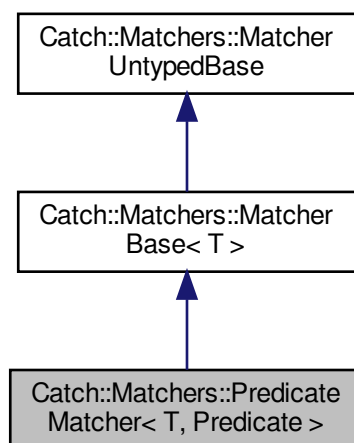 Catch::Matchers::Matcher
UntypedBase
Catch::Matchers::Matcher
Base< T >
Catch::Matchers::Predicate
Matcher< T, Predicate >